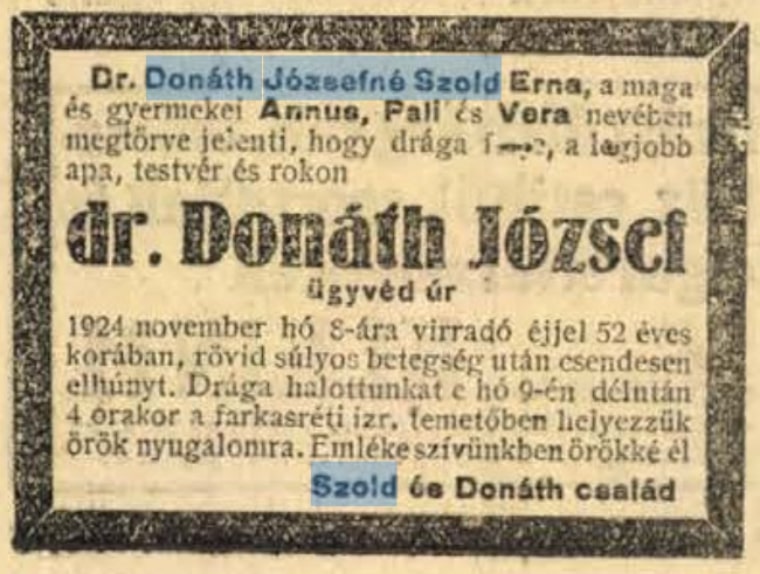 Dr. Donáth Józsefné Szold Erna, a maga
és gyermekei Annus, Pali és Vera nevében
megtörve jelenti, hogy drága a legjobb
apa, testvér és rokon
dr. Donáth József
ügyvéd úr
1924 november hó 8-ára virradó éjjel 52 éves
korában, rövid súlyos betegség után csendesen
elhúnyt. Drága halottunkat e hó 9-én délntán
4 órakor a farkasréti izr. temetőben helyezzük
örök nyugalomra. Emléke szívünkben örökké él
Szold és Donáth család